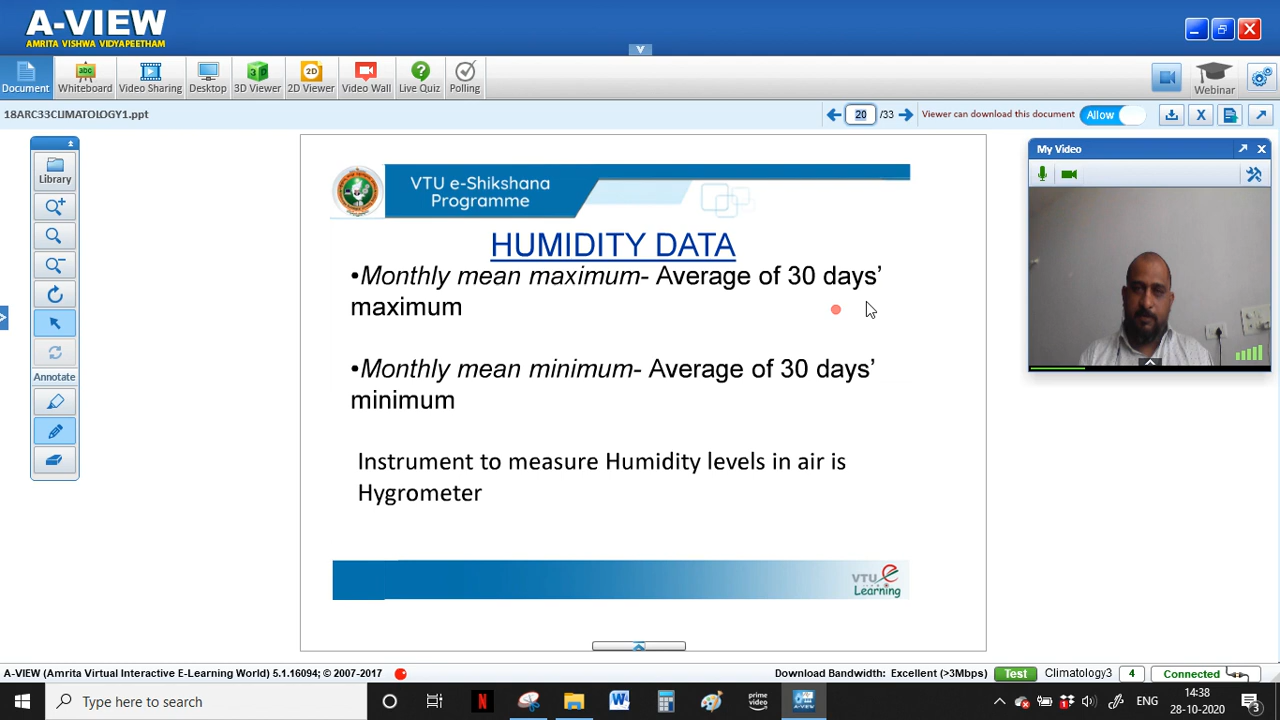 A-VIEW
AMRITA VISHWA VIDYAPEETHAM
Document
Whiteboard
Video Sharing
Desktop
3D Viewer
2D Viewer
Video Wall
Live Quiz
Polling
Webinar
18ARC33CLIMATOLOGY1.ppt
20 /33
Viewer can download this document
Allow
My Video
Library
Annotate
VTU e-Shikshana
Programme
HUMIDITY DATA
•Monthly mean maximum- Average of 30 days’
maximum
•Monthly mean minimum- Average of 30 days’
minimum
Instrument to measure Humidity levels in air is
Hygrometer
VTU e
Learning
A-VIEW (Amrita Virtual Interactive E-Learning World) 5.1.16094; © 2007-2017
Download Bandwidth: Excellent (>3Mbps)
Test
Climatology3
4
Connected
Type here to search
prime
video
ENG
14:38
28-10-2020
3